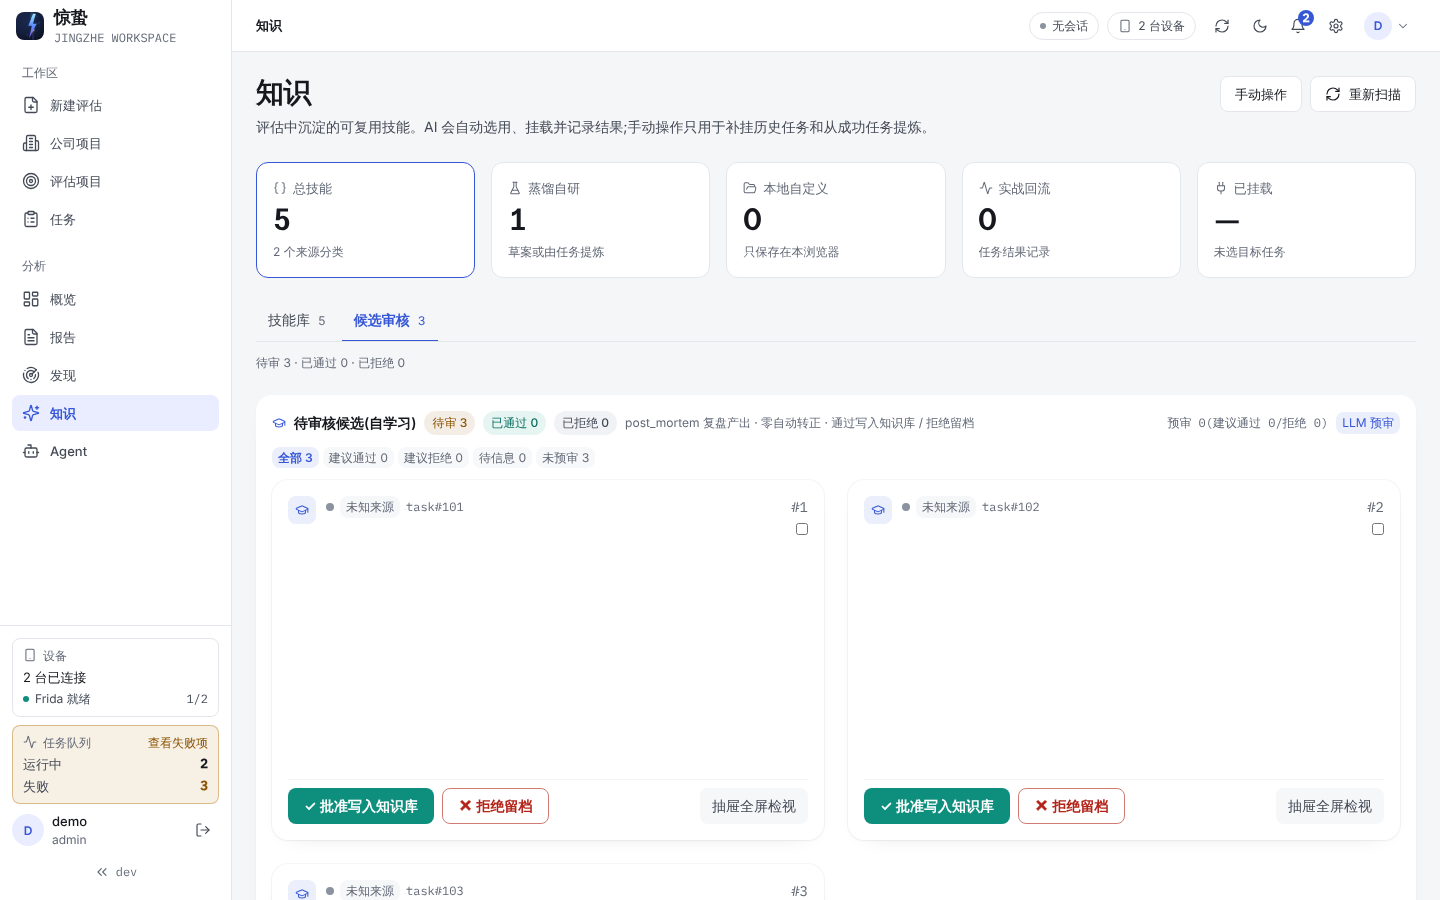 惊蛰
JINGZHE WORKSPACE
工作区
新建评估
公司项目
评估项目
任务
分析
概览
报告
发现
知识
Agent
设备
2 台已连接
Frida 就绪 1/2
任务队列 查看失败项
运行中 2
失败 3
D demo
admin
dev
知识
无会话 2 台设备 2 D
知识
手动操作 重新扫描
评估中沉淀的可复用技能。AI 会自动选用、挂载并记录结果;手动操作只用于补挂历史任务和从成功任务提炼。
总技能
5
2 个来源分类
蒸馏自研
1
草案或由任务提炼
本地自定义
0
只保存在本浏览器
实战回流
0
任务结果记录
已挂载
—
未选目标任务
技能库 5 候选审核 3
待审 3 · 已通过 0 · 已拒绝 0
待审核候选(自学习) 待审 3 已通过 0 已拒绝 0 post_mortem 复盘产出 · 零自动转正 · 通过写入知识库 / 拒绝留档 预审 0(建议通过 0/拒绝 0) LLM 预审
全部 3 建议通过 0 建议拒绝 0 待信息 0 未预审 3
未知来源 task#101 #1
✓ 批准写入知识库 ✕ 拒绝留档 抽屉全屏检视
未知来源 task#102 #2
✓ 批准写入知识库 ✕ 拒绝留档 抽屉全屏检视
未知来源 task#103 #3